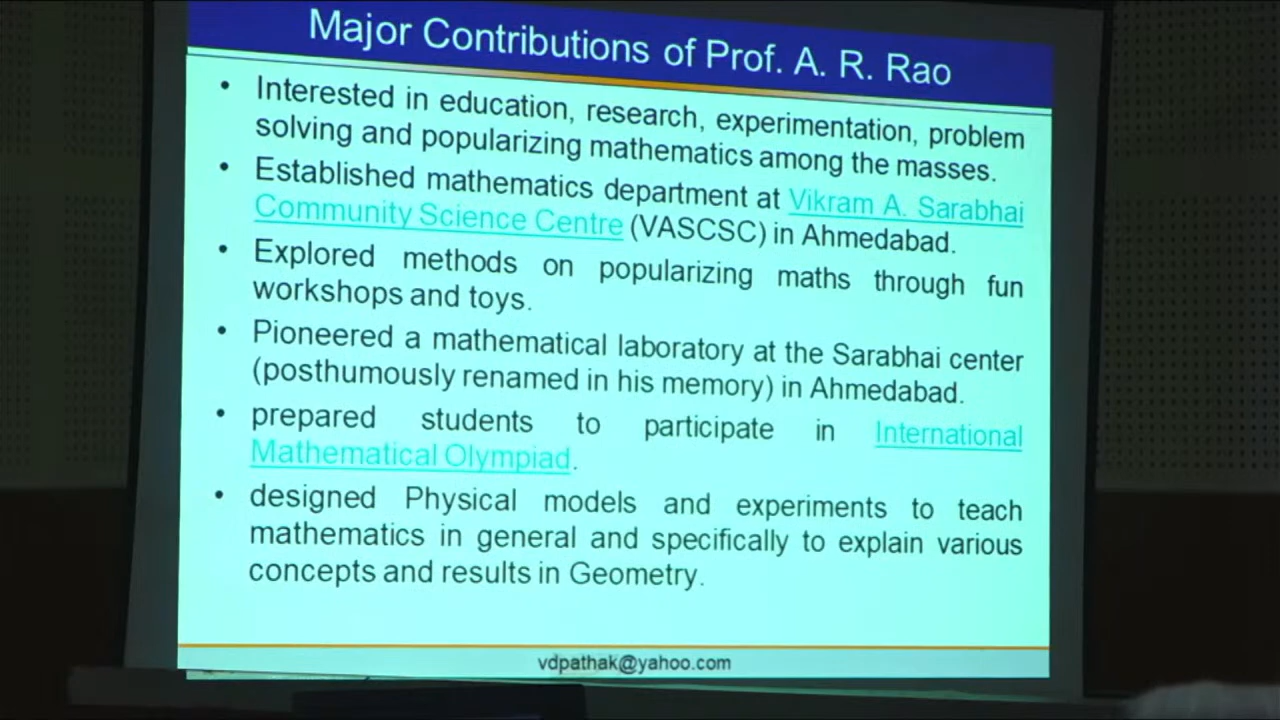 Major Contributions of Prof. A. R. Rao
• Interested in education, research, experimentation, problem
solving and popularizing mathematics among the masses.
• Established mathematics department at Vikram A. Sarabhai
Community Science Centre (VASCSC) in Ahmedabad.
• Explored methods on popularizing maths through fun
workshops and toys.
• Pioneered a mathematical laboratory at the Sarabhai center
(posthumously renamed in his memory) in Ahmedabad.
• prepared students to participate in International
Mathematical Olympiad.
• designed Physical models and experiments to teach
mathematics in general and specifically to explain various
concepts and results in Geometry.
vdpathak@yahoo.com